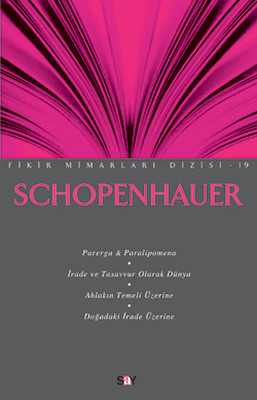 FİKİR MİMARLARI DİZİSİ - 19
SCHOPENHAUER
Parerga & Paralipomena
•
İrade ve Tasavvur Olarak Dünya
•
Ahlakın Temeli Üzerine
•
Doğadaki İrade Üzerine
SAY